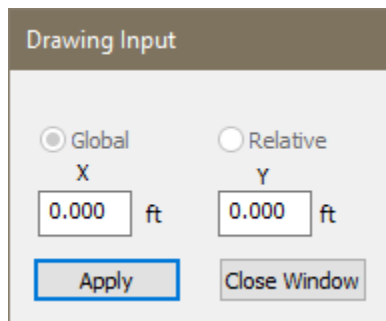 Drawing Input
Global Relative
X Y
0.000 ft 0.000 ft
Apply Close Window